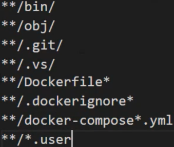 **/bin/
**/obj/
**/.git/
**/.vs/
**/Dockerfile*
**/.dockerignore*
**/docker-compose*.yml
**/*.user